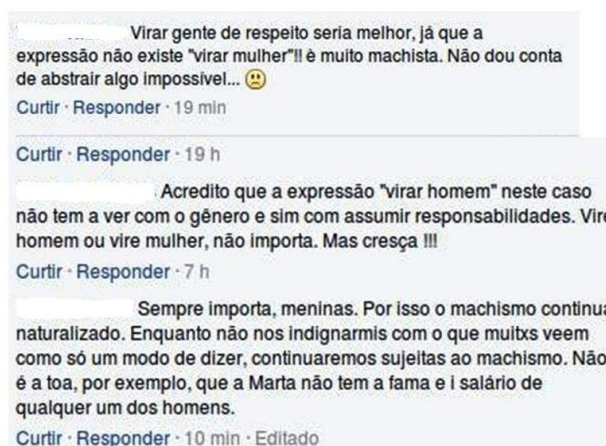 Virar gente de respeito seria melhor, já que a
expressão não existe "virar mulher"!! è muito machista. Não dou conta
de abstrair algo impossível... 🙁
Curtir · Responder · 19 min
Curtir · Responder · 19 h
Acredito que a expressão "virar homem" neste caso
não tem a ver com o gênero e sim com assumir responsabilidades. Vire
homem ou vire mulher, não importa. Mas cresça !!!
Curtir · Responder · 7 h
Sempre importa, meninas. Por isso o machismo continua
naturalizado. Enquanto não nos indignarmis com o que muitxs veem
como só um modo de dizer, continuaremos sujeitas ao machismo. Não
é a toa, por exemplo, que a Marta não tem a fama e i salário de
qualquer um dos homens.
Curtir · Responder · 10 min · Editado